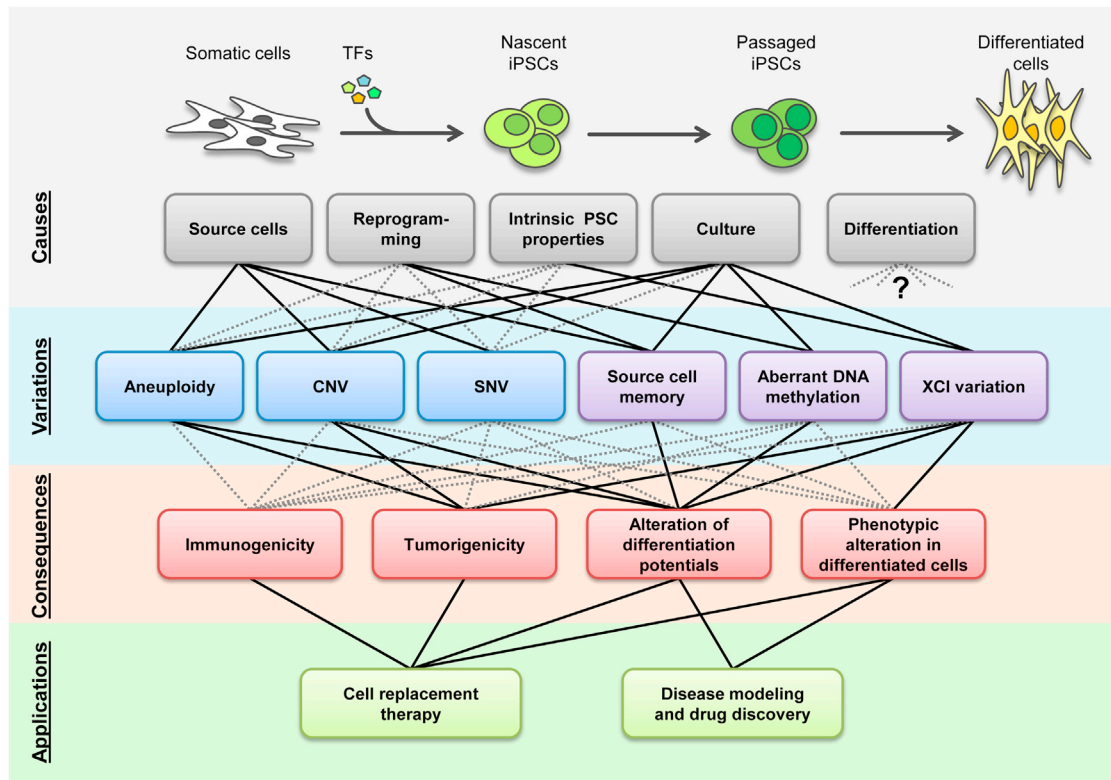 Somatic cells
TFs
Nascent
iPSCs
Passaged
iPSCs
Differentiated
cells
Causes
Source cells
Reprogram-
ming
Intrinsic PSC
properties
Culture
Differentiation
?
Variations
Aneuploidy
CNV
SNV
Source cell
memory
Aberrant DNA
methylation
XCI variation
Consequences
Immunogenicity
Tumorigenicity
Alteration of
differentiation
potentials
Phenotypic
alteration in
differentiated cells
Applications
Cell replacement
therapy
Disease modeling
and drug discovery